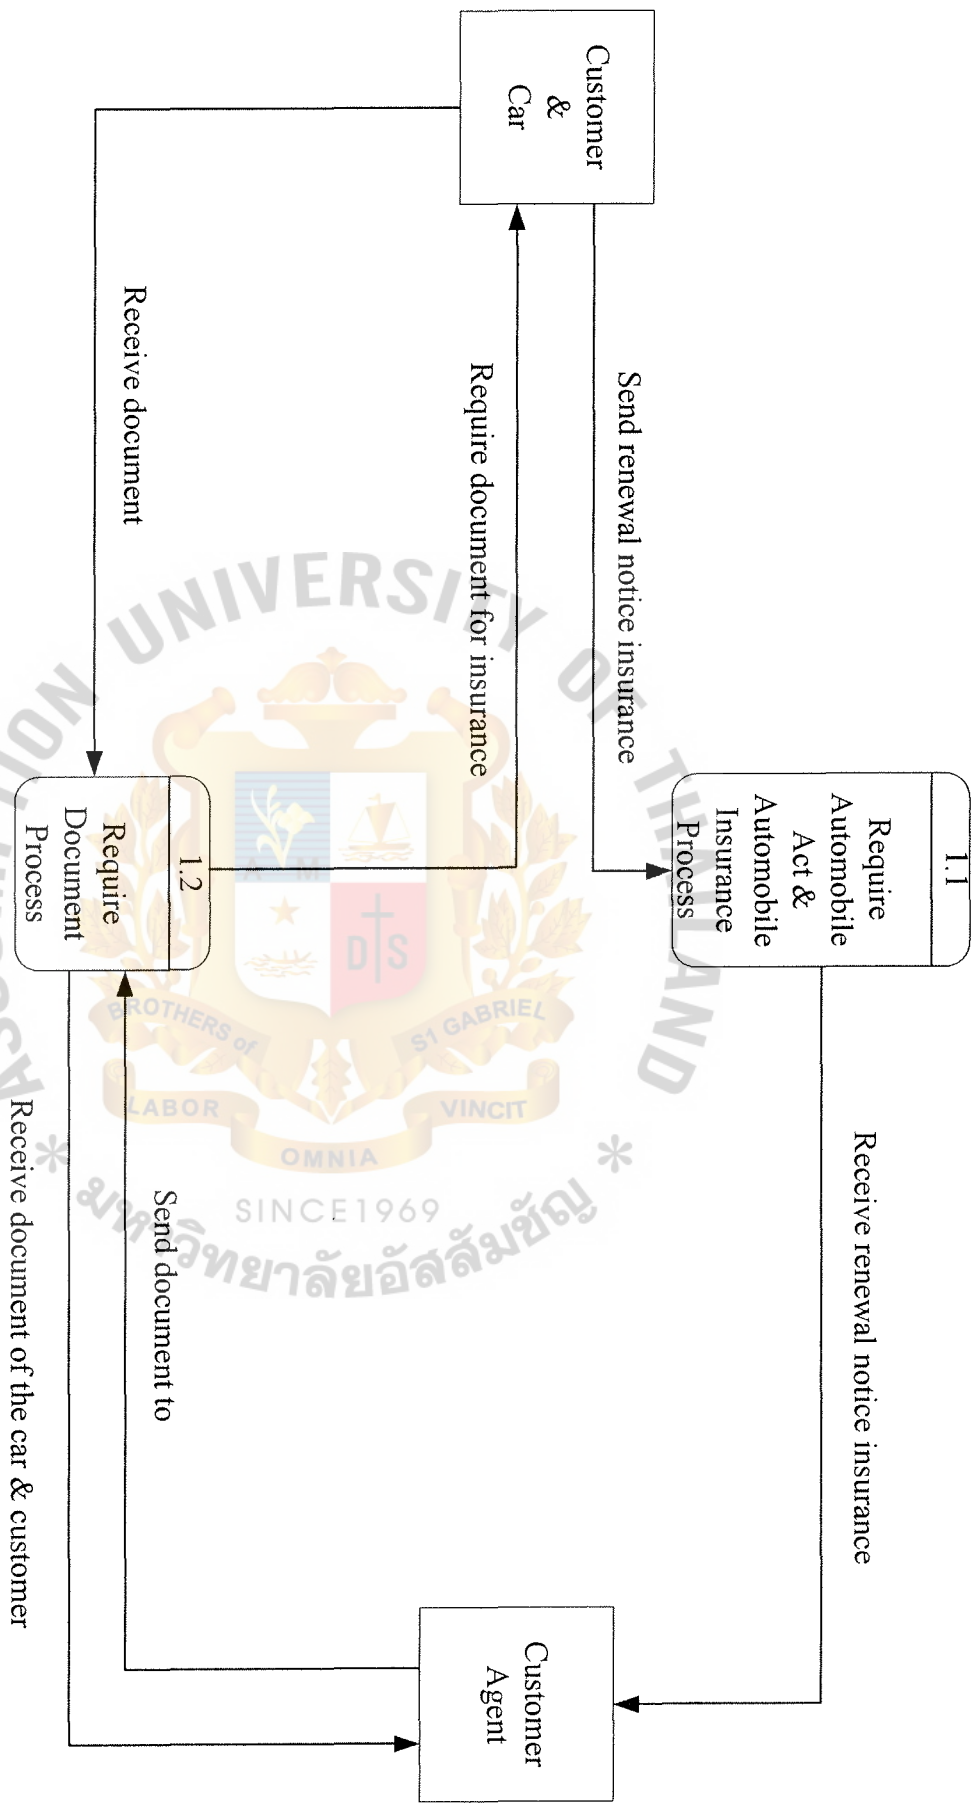 1.1
Require
Automobile
Act &
Automobile
Insurance
Process
Send renewal notice insurance
Receive renewal notice insurance
Customer
&
Car
Require document for insurance
Customer
Agent
Receive document
1.2
Require
Document
Process
Send document to
Receive document of the car & customer
UNIVERSITY OF THAILAND
A M
D S
BROTHERS of
S1 GABRIEL
LABOR
OMNIA
VINCIT
SINCE1969
มหาวิทยาลัยอัสสัมชัญ